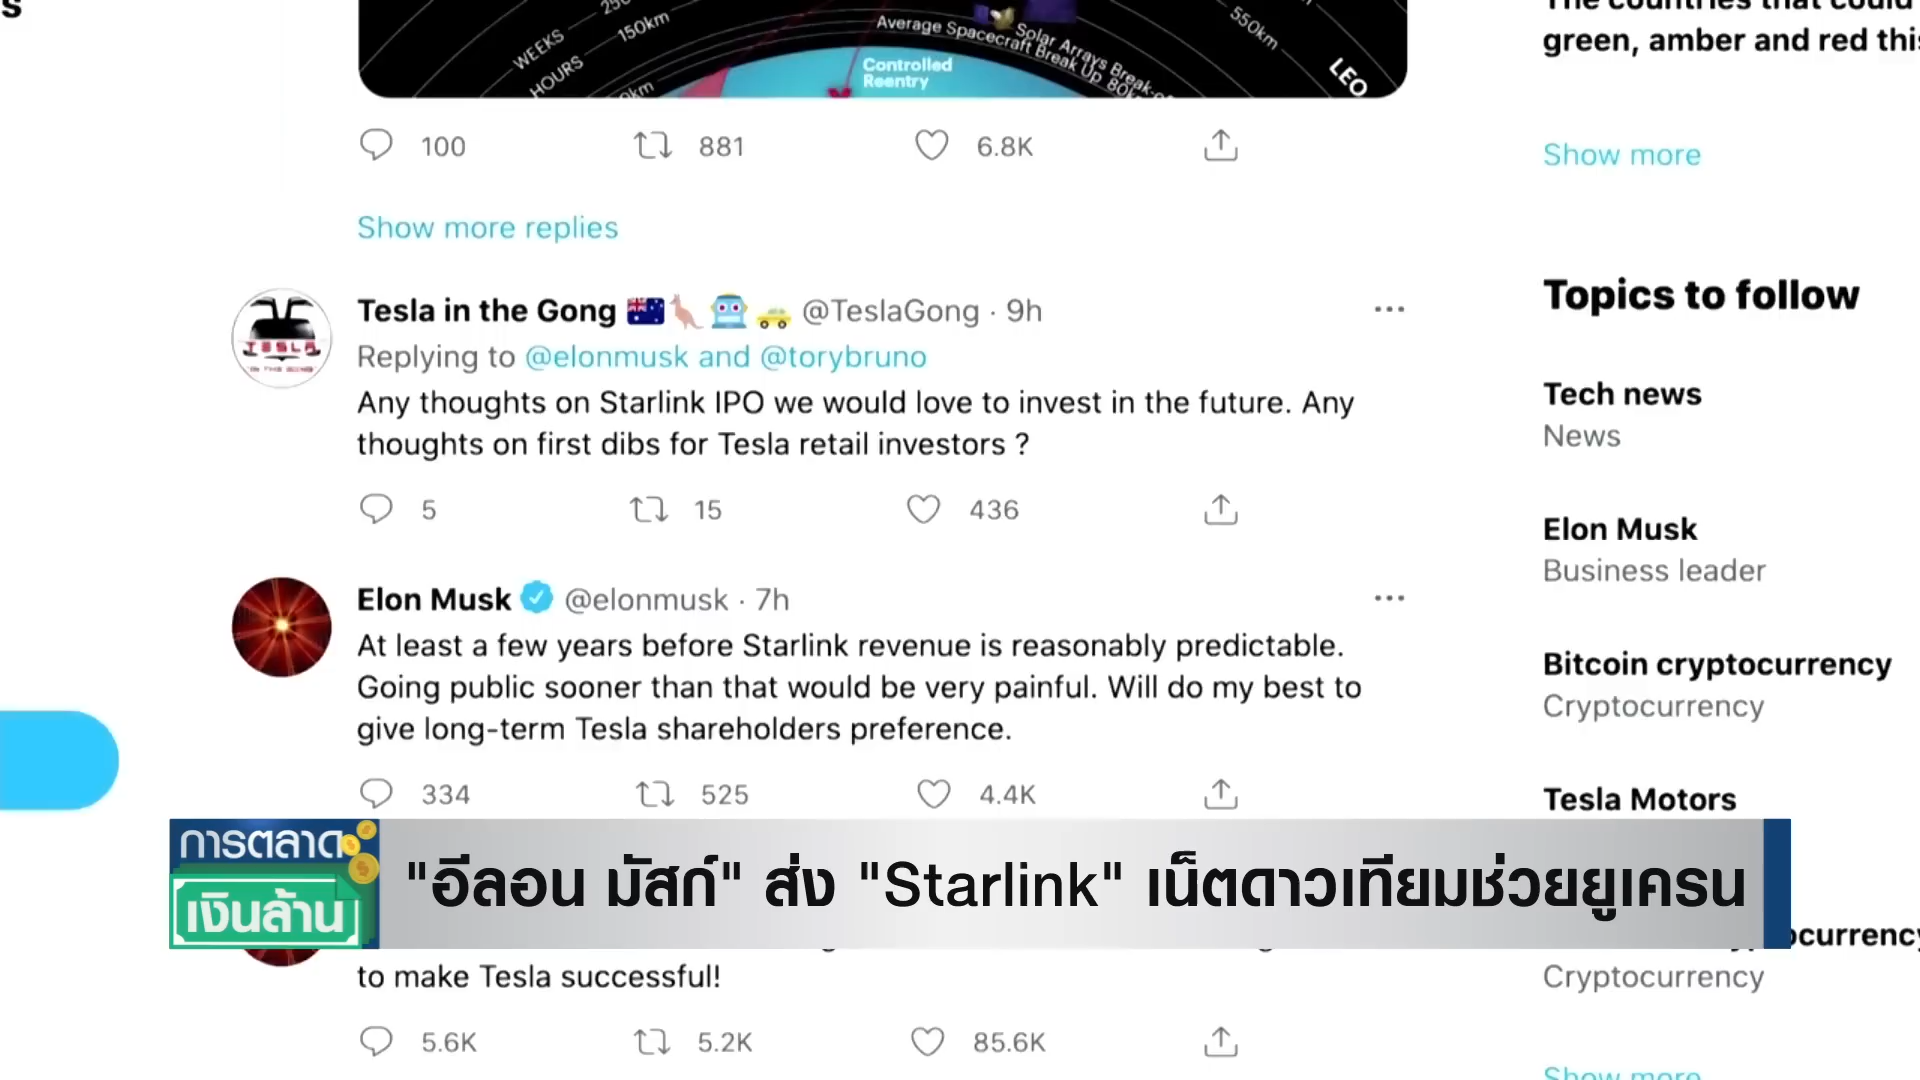 s
WEEKS
HOURS
150km
Average Spacecraft Break Up 80km
Solar Arrays Break-o
550km
LEO
Controlled
Reentry
100 881 6.8K
Show more replies
Tesla in the Gong 🇦🇺🦘🤖🚕 @TeslaGong · 9h
Replying to @elonmusk and @torybruno
Any thoughts on Starlink IPO we would love to invest in the future. Any
thoughts on first dibs for Tesla retail investors ?
5 15 436
TESLA
Elon Musk @elonmusk · 7h
At least a few years before Starlink revenue is reasonably predictable.
Going public sooner than that would be very painful. Will do my best to
give long-term Tesla shareholders preference.
334 525 4.4K
to make Tesla successful!
5.6K 5.2K 85.6K
green, amber and red this
Show more
Topics to follow
Tech news
News
Elon Musk
Business leader
Bitcoin cryptocurrency
Cryptocurrency
Tesla Motors
ocurrency
Cryptocurrency
Show more
การตลาด
เงินล้าน
"อีลอน มัสก์" ส่ง "Starlink" เน็ตดาวเทียมช่วยยูเครน